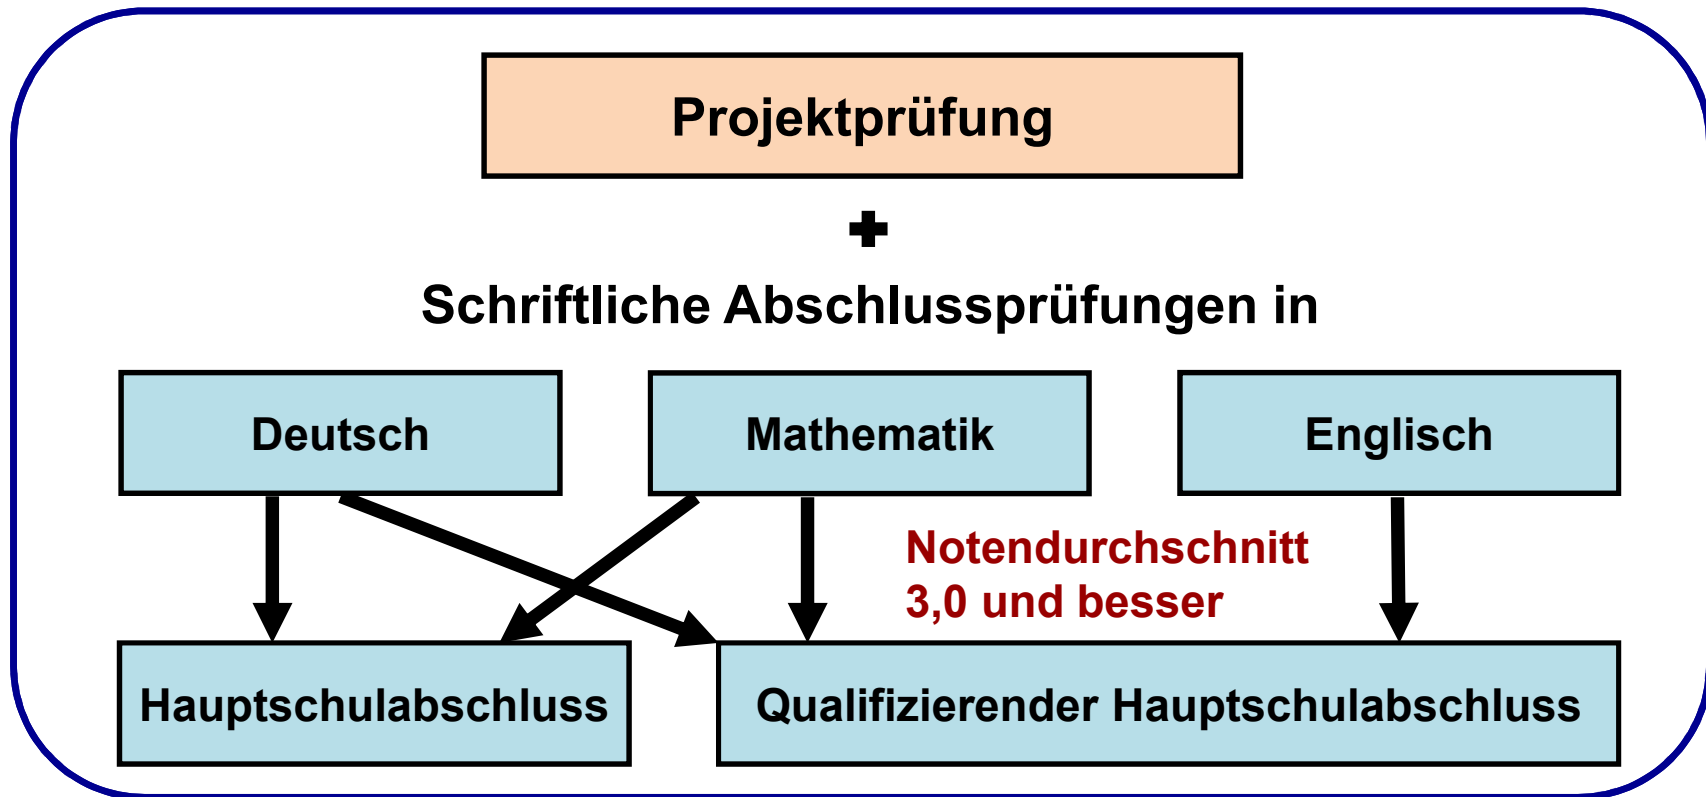 Projektprüfung
+
Schriftliche Abschlussprüfungen in
Deutsch
Mathematik
Englisch
Notendurchschnitt
3,0 und besser
Hauptschulabschluss
Qualifizierender Hauptschulabschluss